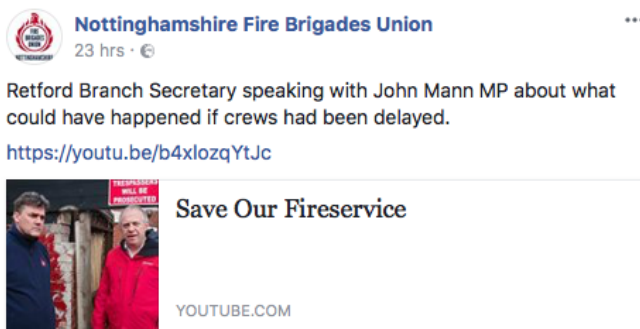 Nottinghamshire Fire Brigades Union
23 hrs ·
Retford Branch Secretary speaking with John Mann MP about what
could have happened if crews had been delayed.
https://youtu.be/b4xlozqYtJc
TRESPASSERS
WILL BE
PROSECUTED
Save Our Fireservice
YOUTUBE.COM